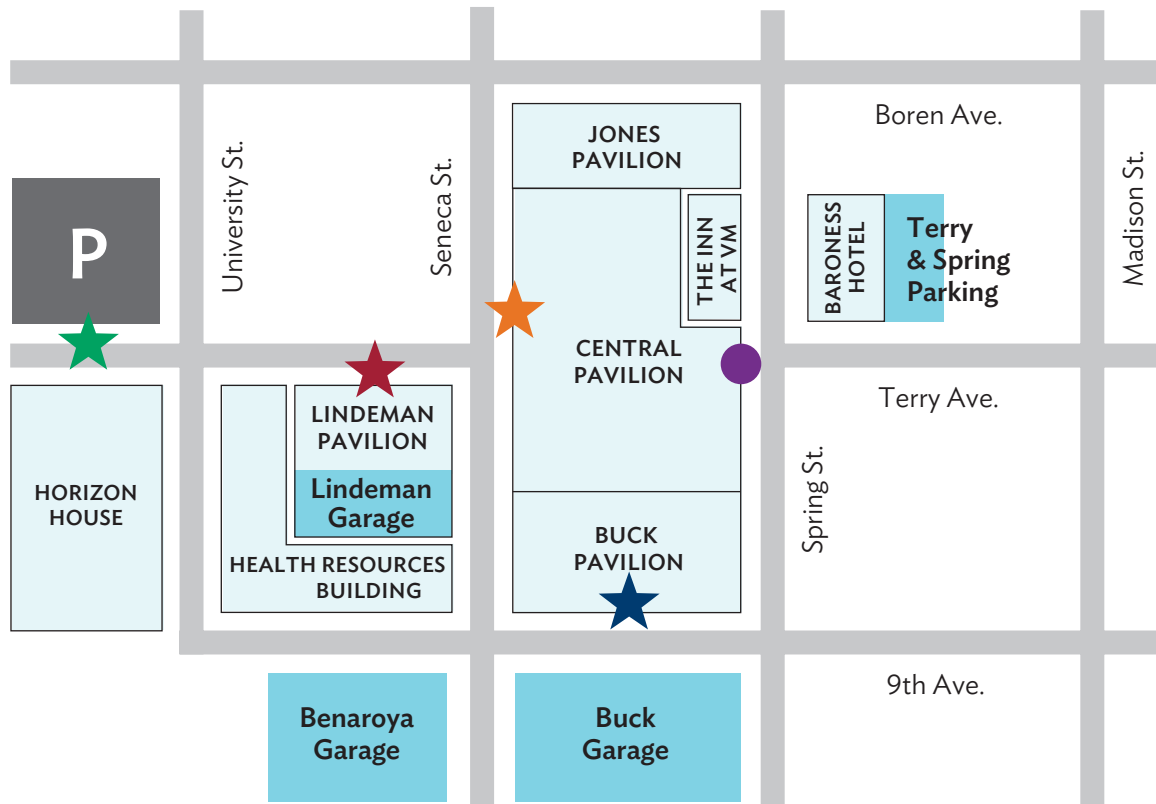 Boren Ave.
JONES
PAVILION
University St.
Seneca St.
Madison St.
P
THE INN
AT VM
BARONESS
HOTEL
Terry
& Spring
Parking
CENTRAL
PAVILION
Terry Ave.
LINDEMAN
PAVILION
Lindeman
Garage
HORIZON
HOUSE
Spring St.
HEALTH RESOURCES
BUILDING
BUCK
PAVILION
9th Ave.
Benaroya
Garage
Buck
Garage